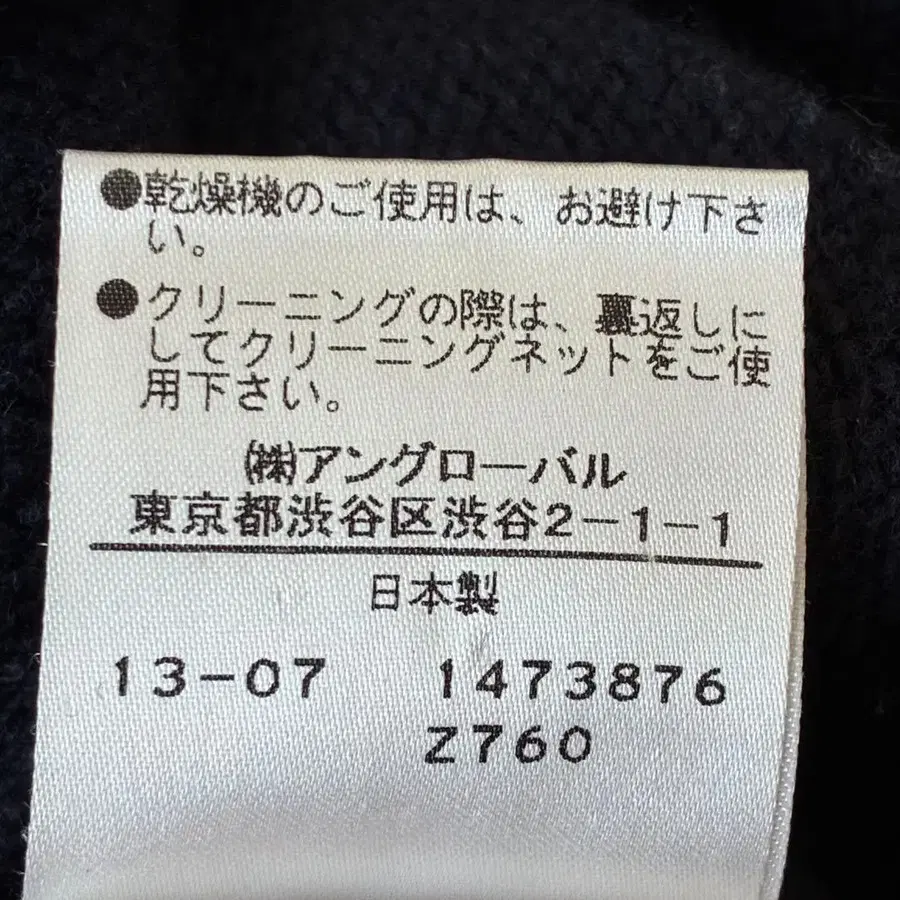 ●乾燥機のご使用は、お避け下さ
い。
●クリーニングの際は、裏返しに
してクリーニングネットをご使
用下さい。
㈱アングローバル
東京都渋谷区渋谷2-1-1
日本製
13-07 1473876
Z760